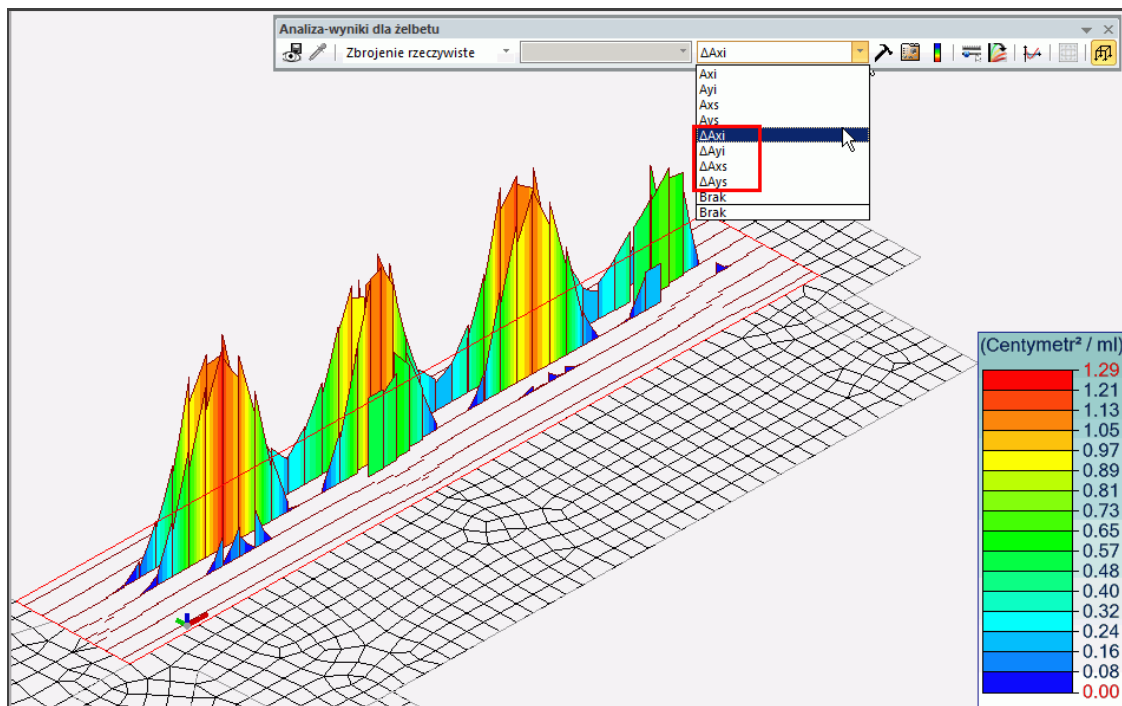 Analiza-wyniki dla żelbetu
Zbrojenie rzeczywiste
ΔAxi
Axi
Ayi
Axs
Ays
ΔAxi
ΔAyi
ΔAxs
ΔAys
Brak
Brak
(Centymetr² / ml)
1.29
1.21
1.13
1.05
0.97
0.89
0.81
0.73
0.65
0.57
0.48
0.40
0.32
0.24
0.16
0.08
0.00